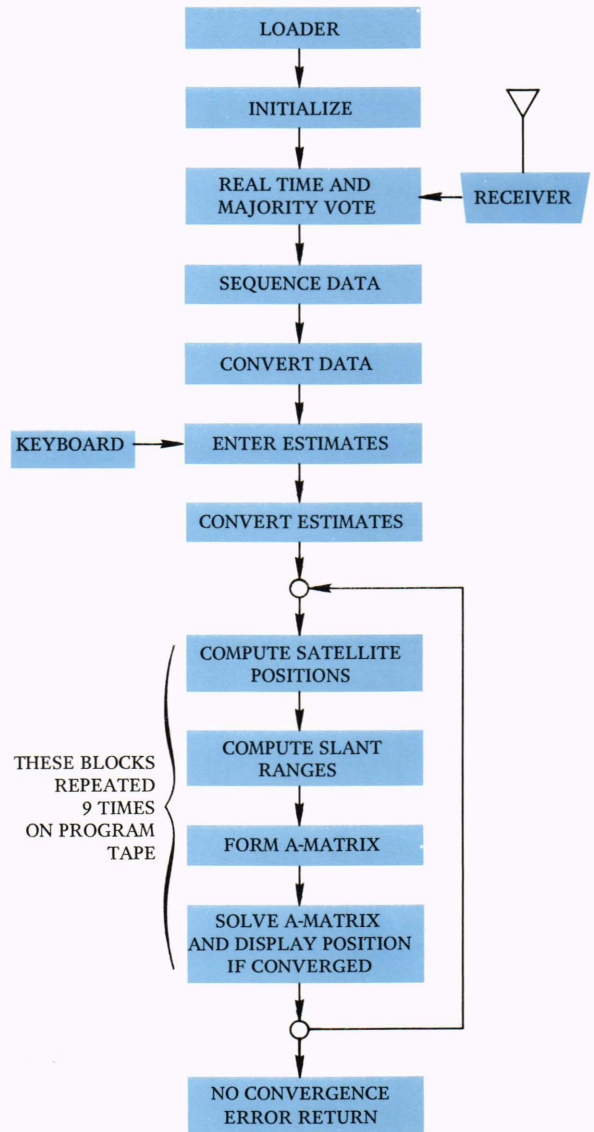 LOADER
INITIALIZE
REAL TIME AND
MAJORITY VOTE
RECEIVER
SEQUENCE DATA
CONVERT DATA
KEYBOARD
ENTER ESTIMATES
CONVERT ESTIMATES
COMPUTE SATELLITE
POSITIONS
COMPUTE SLANT
RANGES
THESE BLOCKS
REPEATED
9 TIMES
ON PROGRAM
TAPE
FORM A-MATRIX
SOLVE A-MATRIX
AND DISPLAY POSITION
IF CONVERGED
NO CONVERGENCE
ERROR RETURN